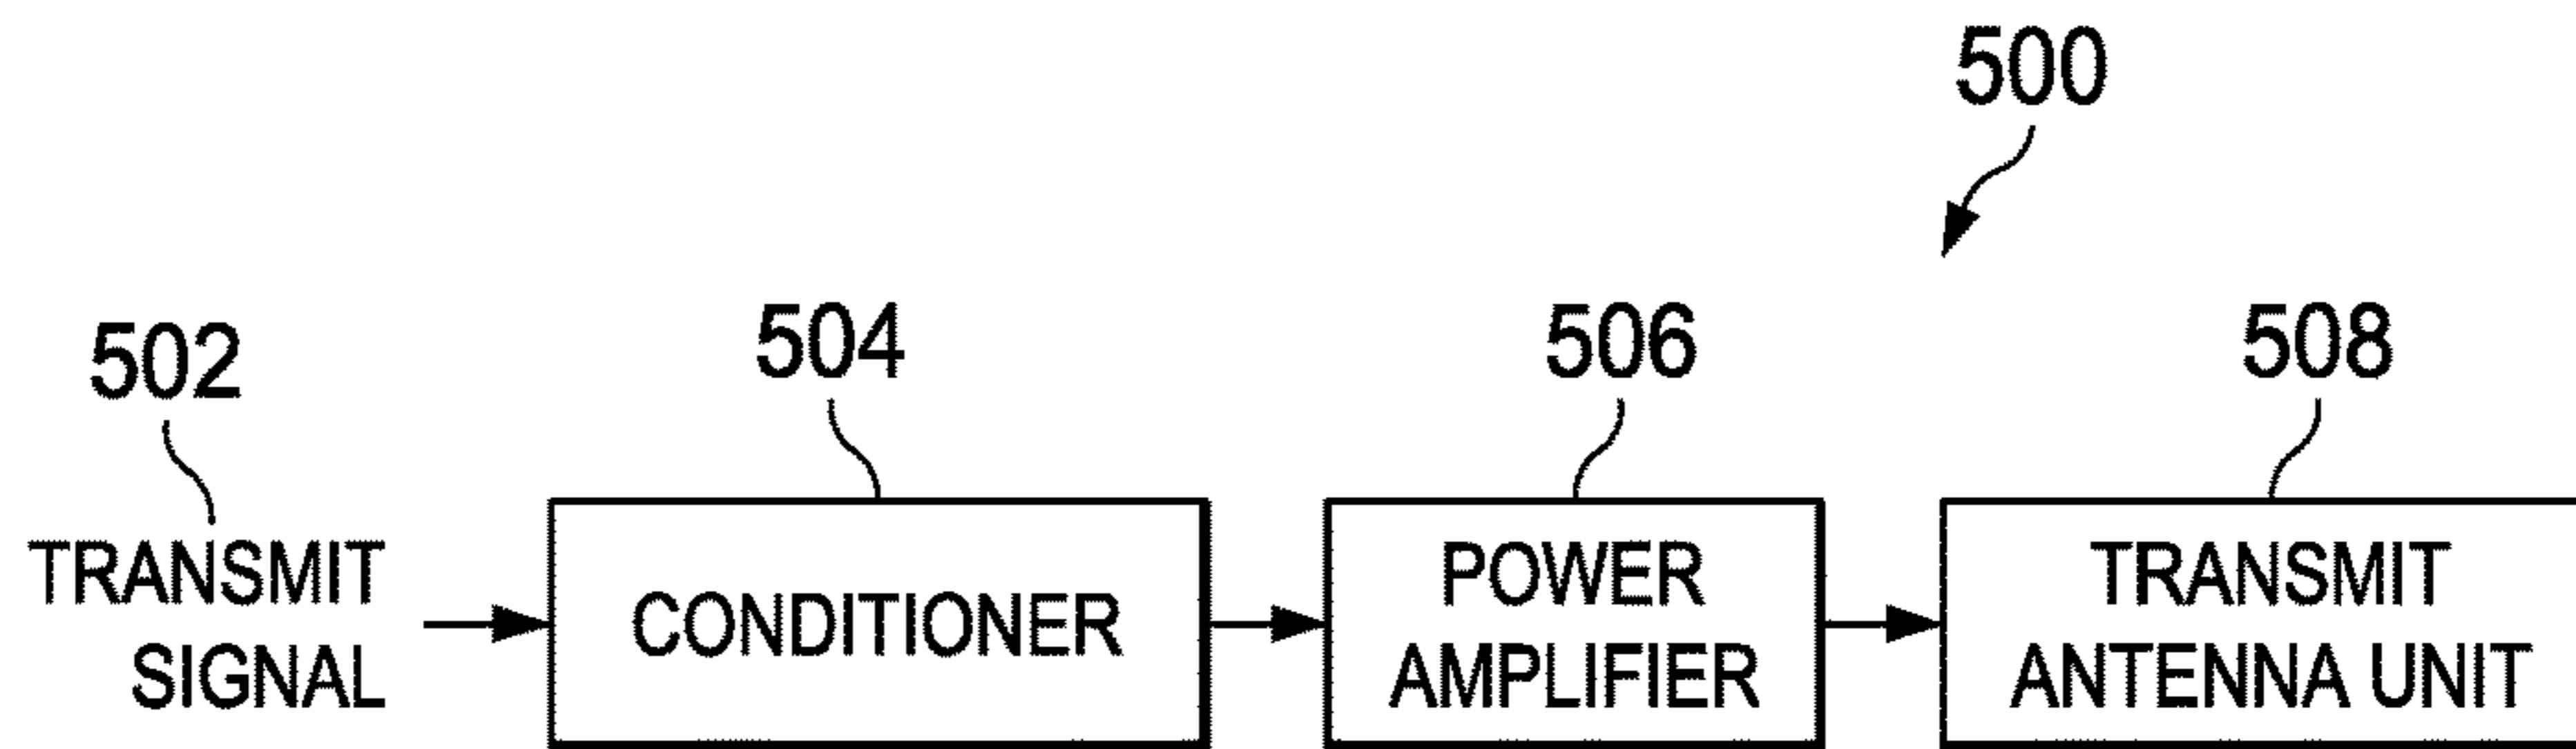 500
502
504
506
508
TRANSMIT
SIGNAL
CONDITIONER
POWER
AMPLIFIER
TRANSMIT
ANTENNA UNIT